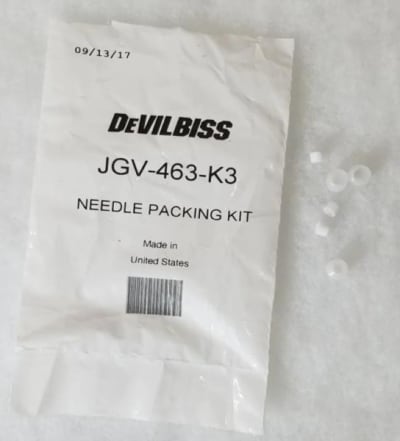 09/13/17
DEVILBISS
JGV-463-K3
NEEDLE PACKING KIT
Made in
United States